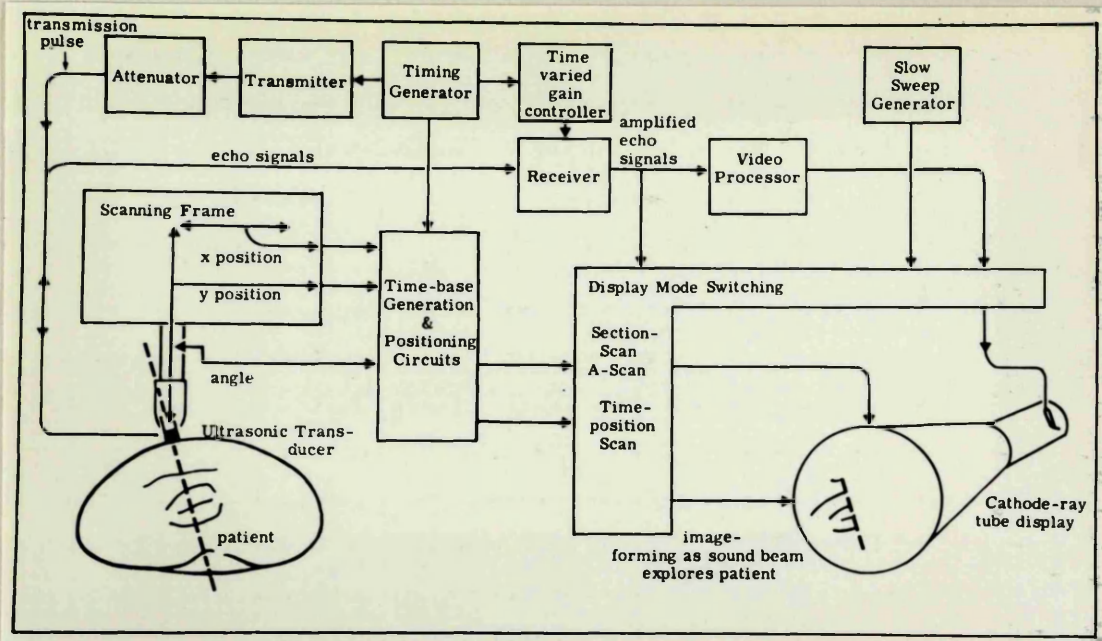 transmission
pulse
Attenuator
Transmitter
Timing
Generator
Time
varied
gain
controller
Slow
Sweep
Generator
echo signals
Receiver
amplified
echo
signals
Video
Processor
Scanning Frame
x position
y position
angle
Time-base
Generation
&
Positioning
Circuits
Display Mode Switching
Section-
Scan
A-Scan
Time-
position
Scan
Ultrasonic Trans-
ducer
patient
image-
forming as sound beam
explores patient
Cathode-ray
tube display